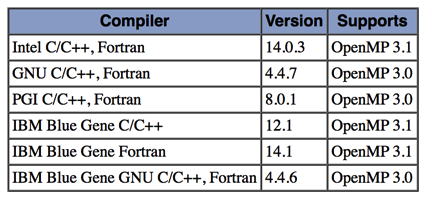 Compiler Version Supports
Intel C/C++, Fortran 14.0.3 OpenMP 3.1
GNU C/C++, Fortran 4.4.7 OpenMP 3.0
PGI C/C++, Fortran 8.0.1 OpenMP 3.0
IBM Blue Gene C/C++ 12.1 OpenMP 3.1
IBM Blue Gene Fortran 14.1 OpenMP 3.1
IBM Blue Gene GNU C/C++, Fortran 4.4.6 OpenMP 3.0